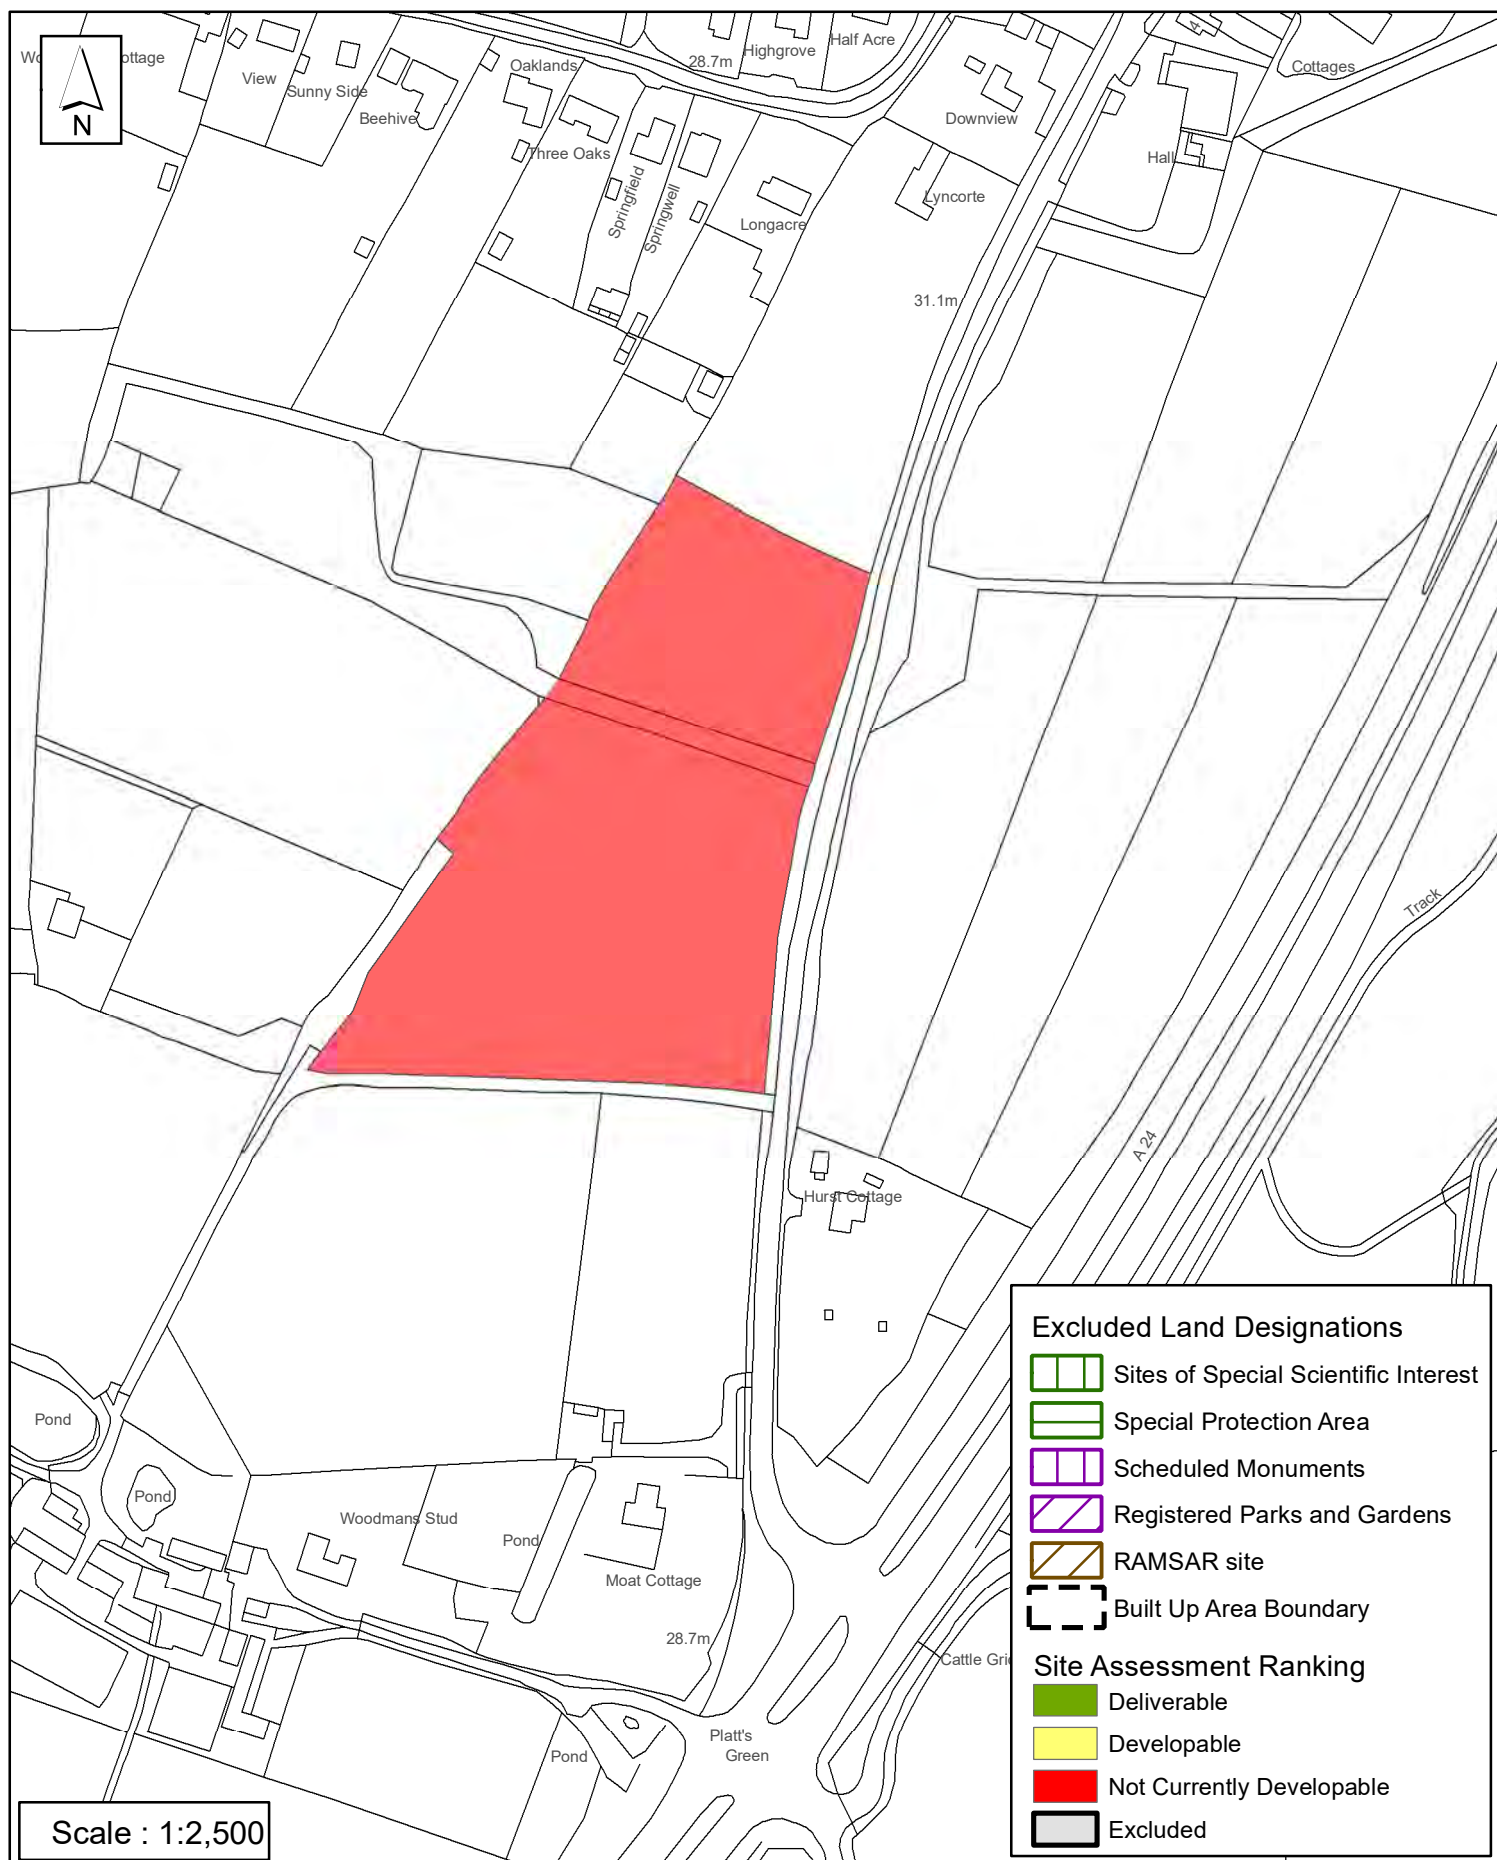 Half Acre
Highgrove
28.7m
Oaklands
Cottages
View
Sunny Side
Beehive
Downview
N
Three Oaks
Hall
Springfield
Springwell
Longacre
Lyncorte
31.1m
Track
A 24
Hurst Cottage
Pond
Pond
Woodmans Stud
Pond
Moat Cottage
28.7m
Platt's
Green
Pond
Scale : 1:2,500
Excluded Land Designations
Sites of Special Scientific Interest
Special Protection Area
Scheduled Monuments
Registered Parks and Gardens
RAMSAR site
Built Up Area Boundary
Cattle
Site Assessment Ranking
Deliverable
Developable
Not Currently Developable
Excluded
4